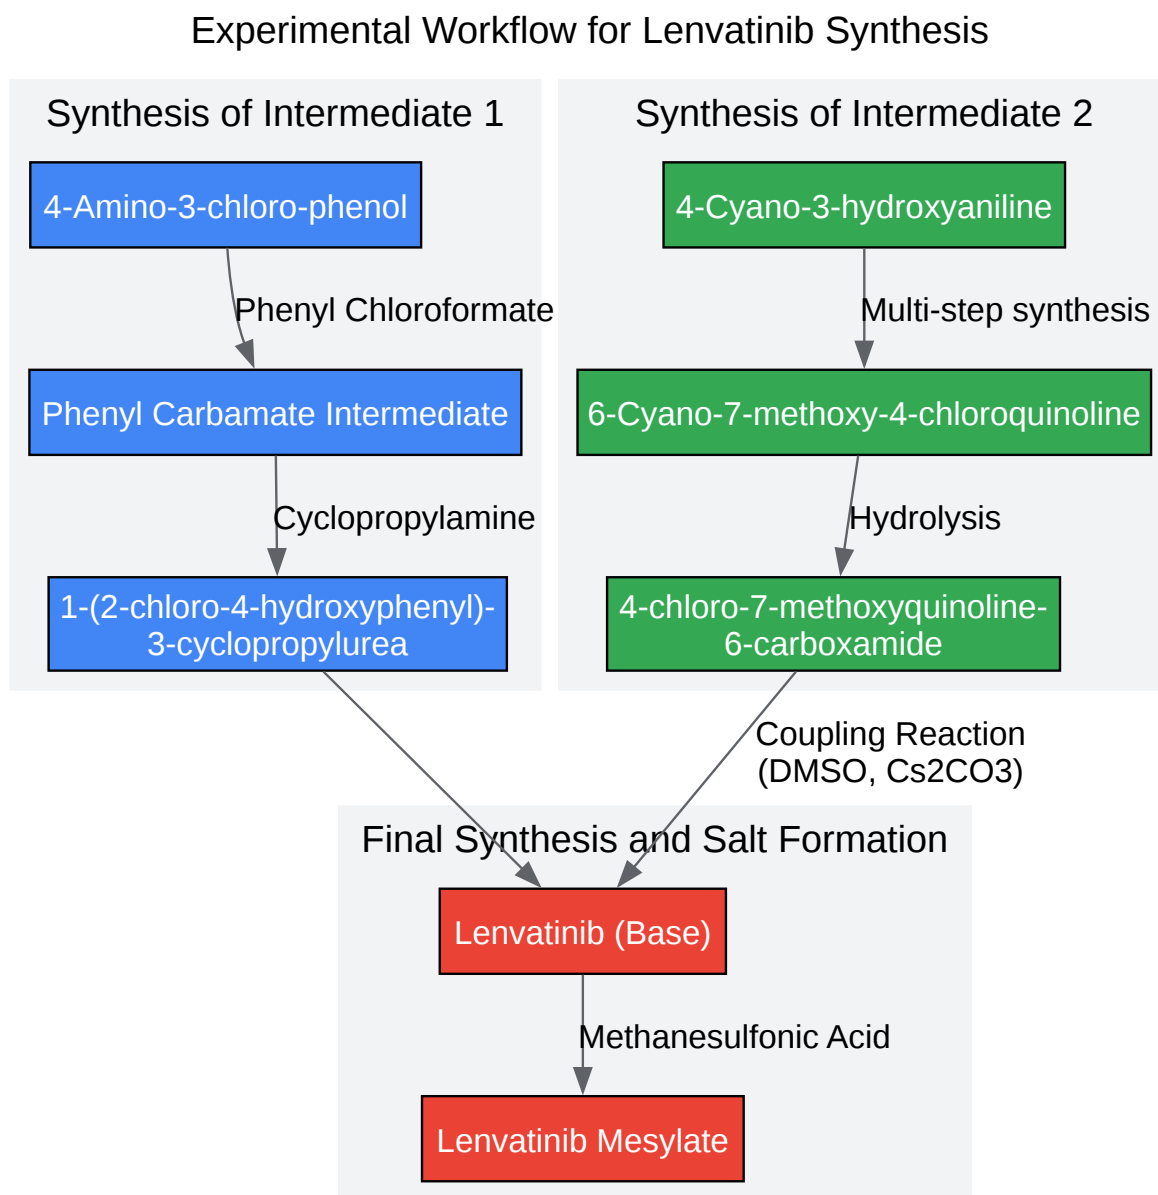 Experimental Workflow for Lenvatinib Synthesis
Synthesis of Intermediate 1
4-Amino-3-chloro-phenol
Phenyl Chloroformate
Phenyl Carbamate Intermediate
Cyclopropylamine
1-(2-chloro-4-hydroxyphenyl)-
3-cyclopropylurea
Synthesis of Intermediate 2
4-Cyano-3-hydroxyaniline
Multi-step synthesis
6-Cyano-7-methoxy-4-chloroquinoline
Hydrolysis
4-chloro-7-methoxyquinoline-
6-carboxamide
Coupling Reaction
(DMSO, Cs2CO3)
Final Synthesis and Salt Formation
Lenvatinib (Base)
Methanesulfonic Acid
Lenvatinib Mesylate